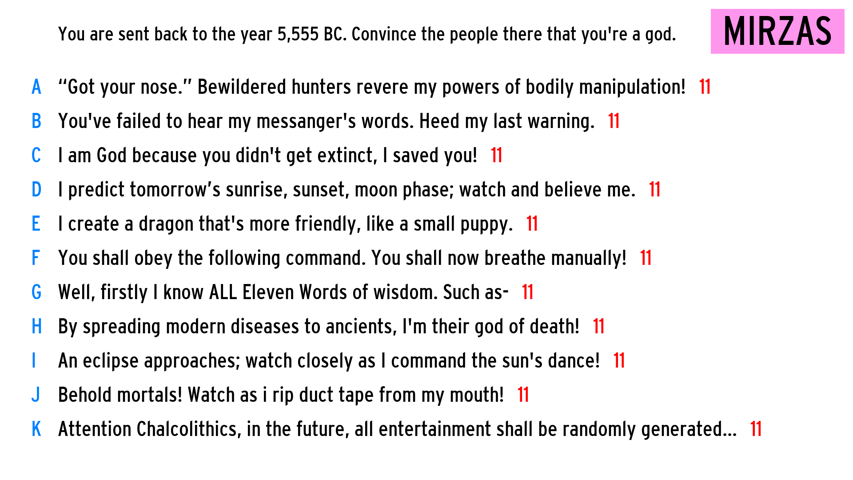 You are sent back to the year 5,555 BC. Convince the people there that you're a god.
MIRZAS
A “Got your nose.” Bewildered hunters revere my powers of bodily manipulation! 11
B You've failed to hear my messanger's words. Heed my last warning. 11
C I am God because you didn't get extinct, I saved you! 11
D I predict tomorrow’s sunrise, sunset, moon phase; watch and believe me. 11
E I create a dragon that's more friendly, like a small puppy. 11
F You shall obey the following command. You shall now breathe manually! 11
G Well, firstly I know ALL Eleven Words of wisdom. Such as- 11
H By spreading modern diseases to ancients, I'm their god of death! 11
I An eclipse approaches; watch closely as I command the sun's dance! 11
J Behold mortals! Watch as i rip duct tape from my mouth! 11
K Attention Chalcolithics, in the future, all entertainment shall be randomly generated... 11